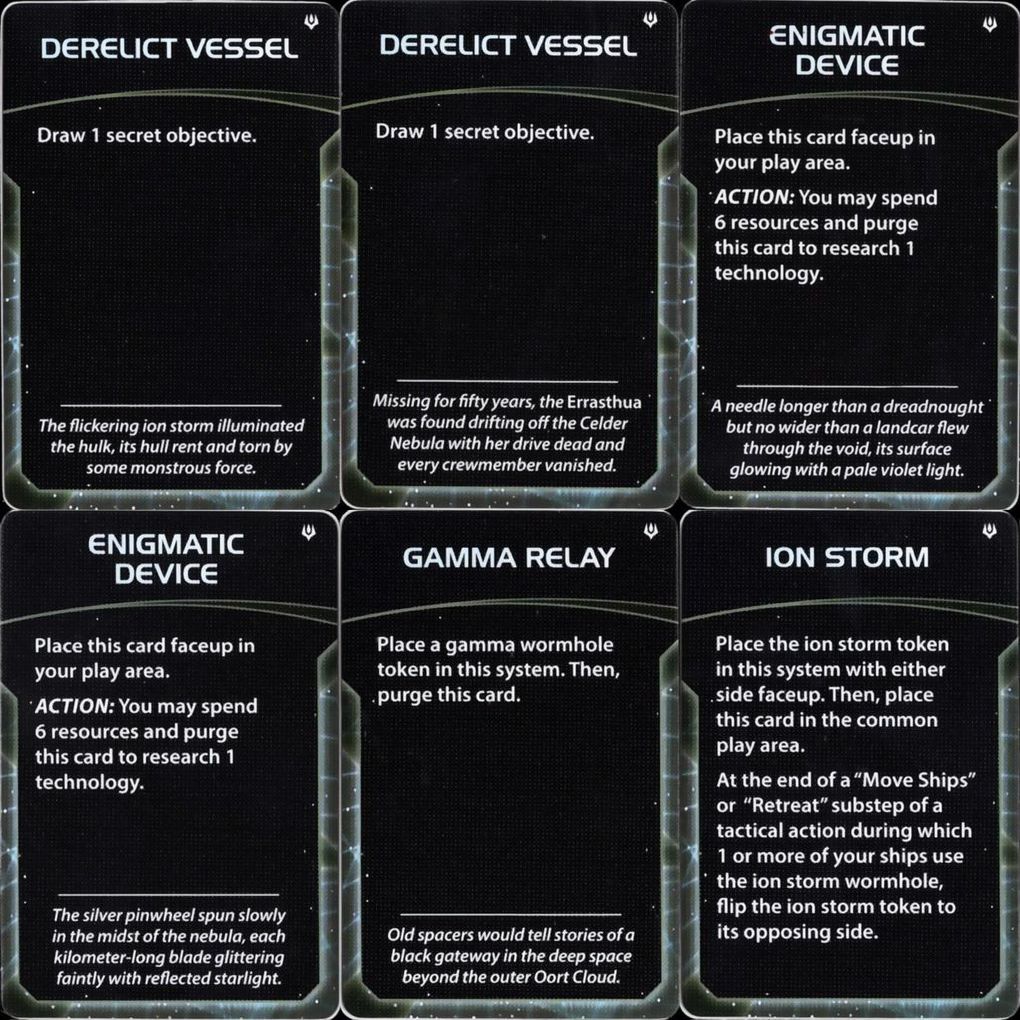 DERELICT VESSEL
Draw 1 secret objective.
The flickering ion storm illuminated
the hulk, its hull rent and torn by
some monstrous force.
DERELICT VESSEL
Draw 1 secret objective.
Missing for fifty years, the Errasthua
was found drifting off the Celder
Nebula with her drive dead and
every crewmember vanished.
ENIGMATIC
DEVICE
Place this card faceup in
your play area.
ACTION: You may spend
6 resources and purge
this card to research 1
technology.
A needle longer than a dreadnought
but no wider than a landcar flew
through the void, its surface
glowing with a pale violet light.
ENIGMATIC
DEVICE
Place this card faceup in
your play area.
ACTION: You may spend
6 resources and purge
this card to research 1
technology.
The silver pinwheel spun slowly
in the midst of the nebula, each
kilometer-long blade glittering
faintly with reflected starlight.
GAMMA RELAY
Place a gamma wormhole
token in this system. Then,
purge this card.
Old spacers would tell stories of a
black gateway in the deep space
beyond the outer Oort Cloud.
ION STORM
Place the ion storm token
in this system with either
side faceup. Then, place
this card in the common
play area.
At the end of a “Move Ships”
or “Retreat” substep of a
tactical action during which
1 or more of your ships use
the ion storm wormhole,
flip the ion storm token to
its opposing side.